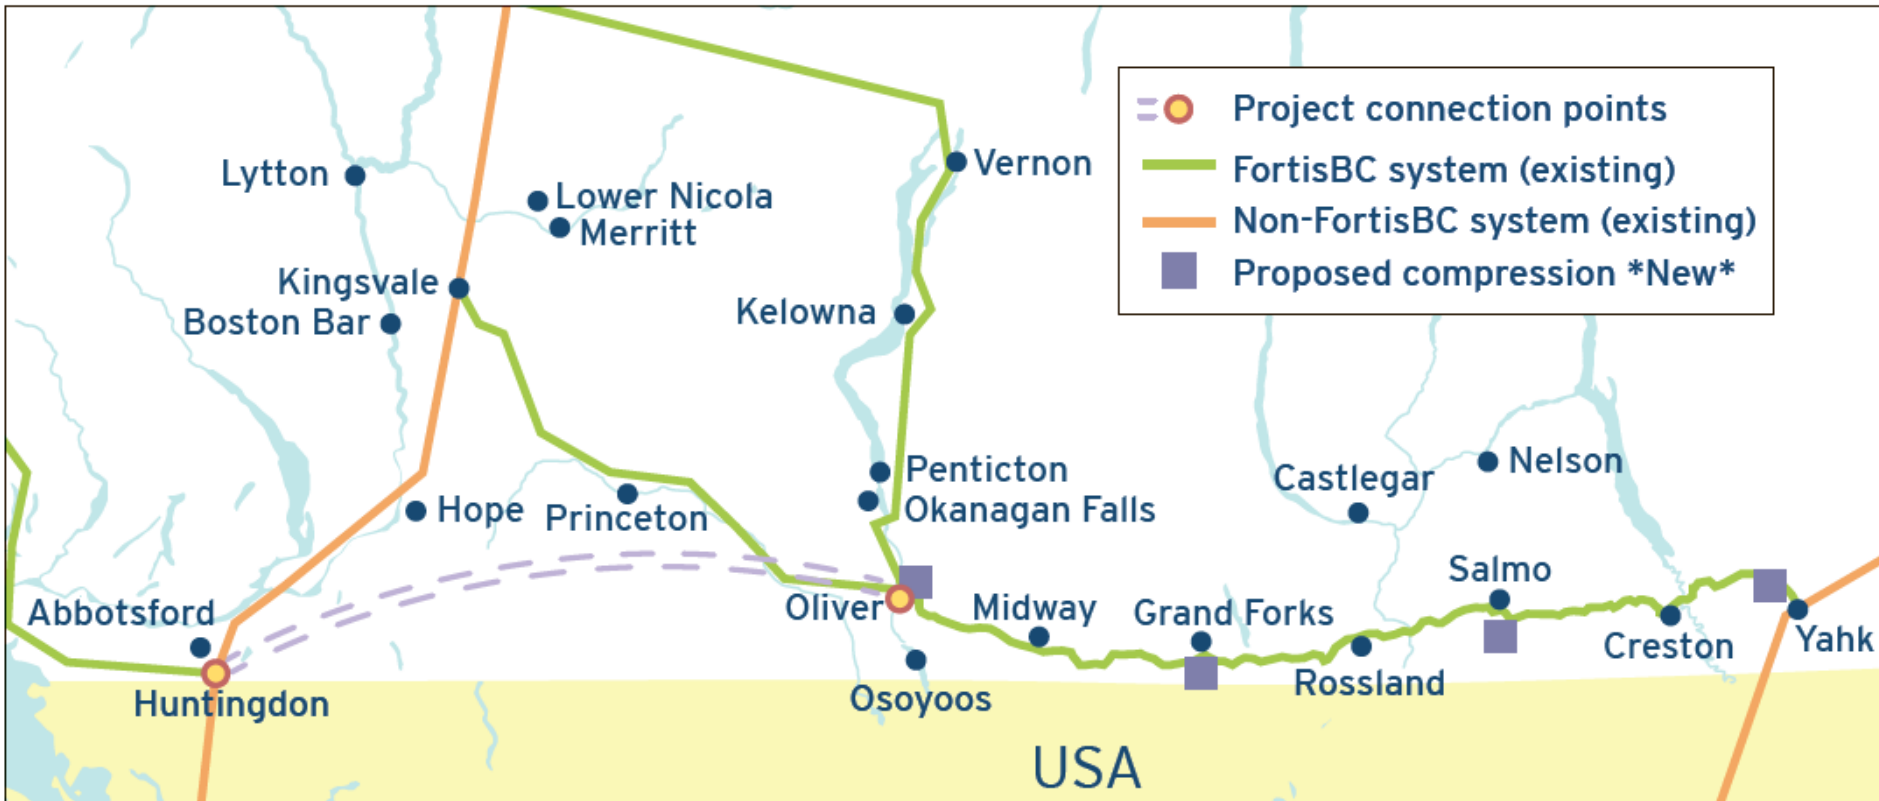 Project connection points
FortisBC system (existing)
Non-FortisBC system (existing)
Proposed compression *New*
Vernon
Lytton
Lower Nicola
Merritt
Kingsvale
Boston Bar
Kelowna
Penticton
Okanagan Falls
Hope
Princeton
Castlegar
Nelson
Salmo
Abbotsford
Oliver
Midway
Grand Forks
Creston
Yahk
Rossland
Huntingdon
Osoyoos
USA